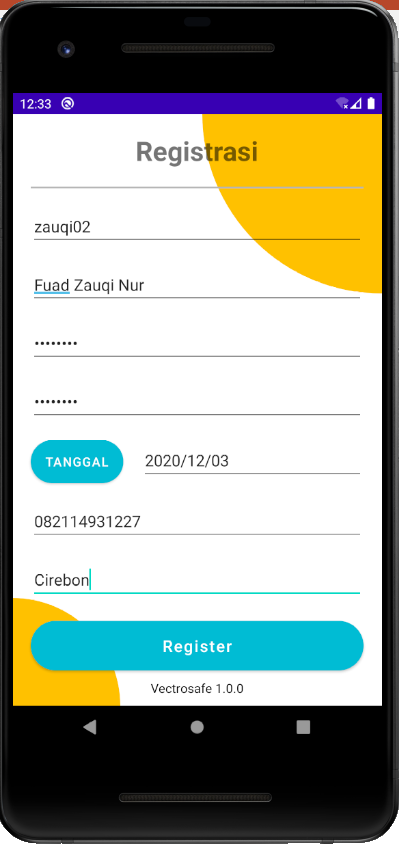 12:33
Registrasi
zauqi02
Fuad Zauqi Nur
••••••••
••••••••
TANGGAL 2020/12/03
082114931227
Cirebon
Register
Vectrosafe 1.0.0